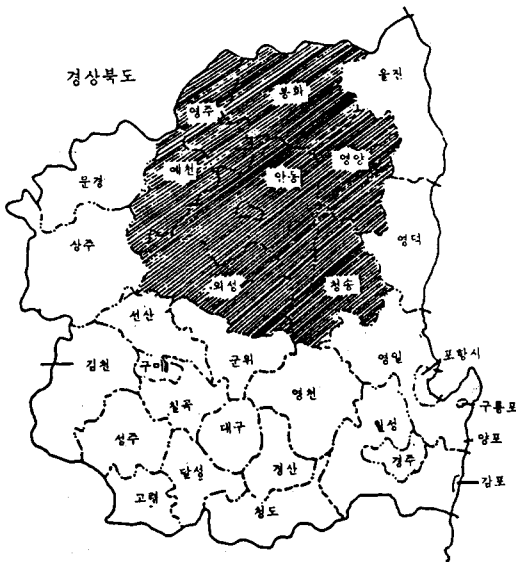 경상북도
울진
봉화
영주
영양
예천
안동
문경
상주
영덕
의성
청송
선산
군위
영일
포항시
김천
구미
영천
구룡포
칠곡
대구
월성
양포
성주
달성
경산
경주
감포
고령
청도